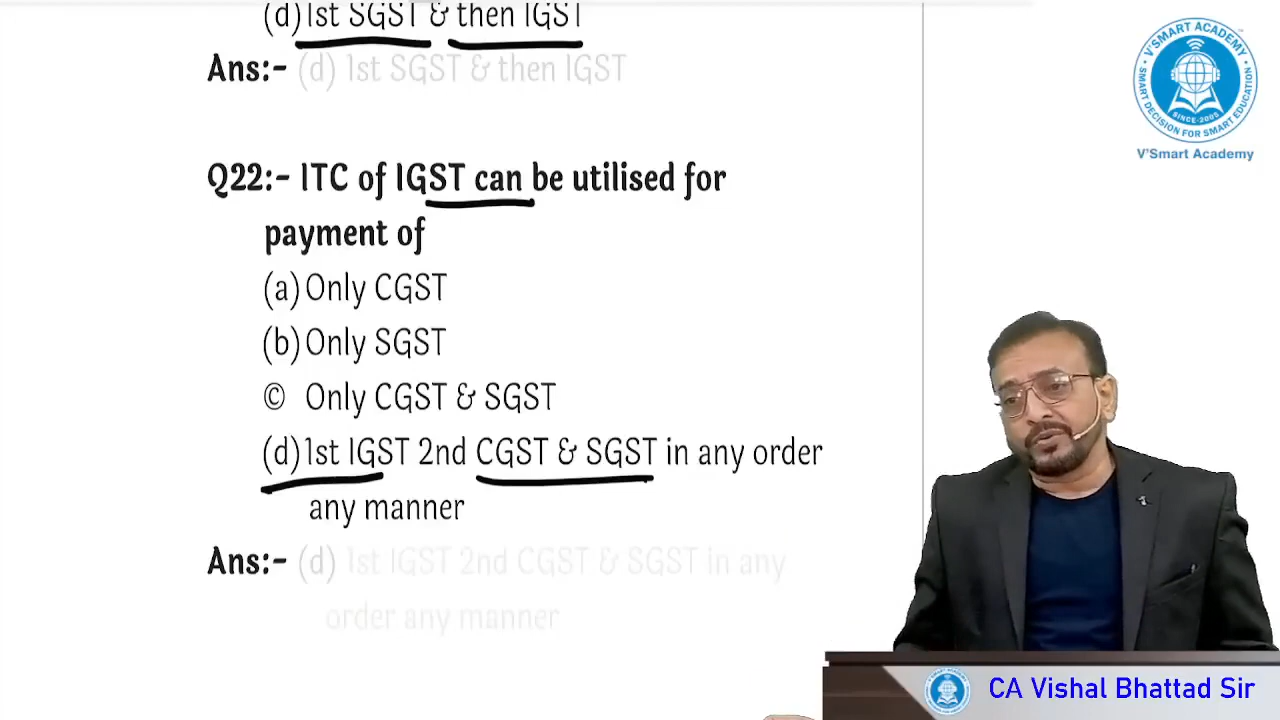 (d) 1st SGST & then IGST
Ans:- (d) 1st SGST & then IGST
Q22:- ITC of IGST can be utilised for
payment of
(a) Only CGST
(b) Only SGST
© Only CGST & SGST
(d) 1st IGST 2nd CGST & SGST in any order
any manner
Ans:- (d) 1st IGST 2nd CGST & SGST in any
order any manner
V'SMART ACADEMY
SMART DECISION FOR SMART EDUCATION
SINCE-2005
V'Smart Academy
CA Vishal Bhattad Sir